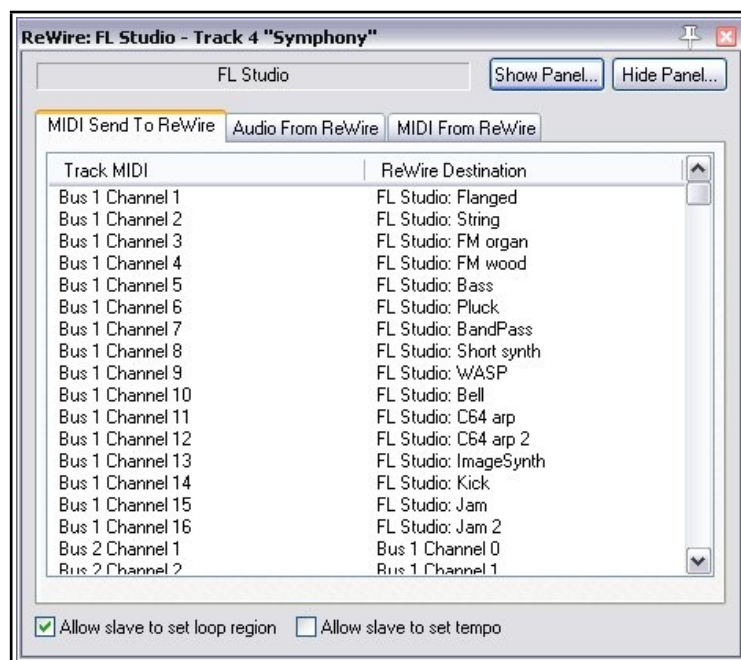 ReWire: FL Studio - Track 4 "Symphony"
FL Studio Show Panel... Hide Panel...
MIDI Send To ReWire Audio From ReWire MIDI From ReWire
Track MIDI ReWire Destination
Bus 1 Channel 1 FL Studio: Flanged
Bus 1 Channel 2 FL Studio: String
Bus 1 Channel 3 FL Studio: FM organ
Bus 1 Channel 4 FL Studio: FM wood
Bus 1 Channel 5 FL Studio: Bass
Bus 1 Channel 6 FL Studio: Pluck
Bus 1 Channel 7 FL Studio: BandPass
Bus 1 Channel 8 FL Studio: Short synth
Bus 1 Channel 9 FL Studio: WASP
Bus 1 Channel 10 FL Studio: Bell
Bus 1 Channel 11 FL Studio: C64 arp
Bus 1 Channel 12 FL Studio: C64 arp 2
Bus 1 Channel 13 FL Studio: ImageSynth
Bus 1 Channel 14 FL Studio: Kick
Bus 1 Channel 15 FL Studio: Jam
Bus 1 Channel 16 FL Studio: Jam 2
Bus 2 Channel 1 Bus 1 Channel 0
Bus 2 Channel 2 Bus 1 Channel 1
Allow slave to set loop region Allow slave to set tempo